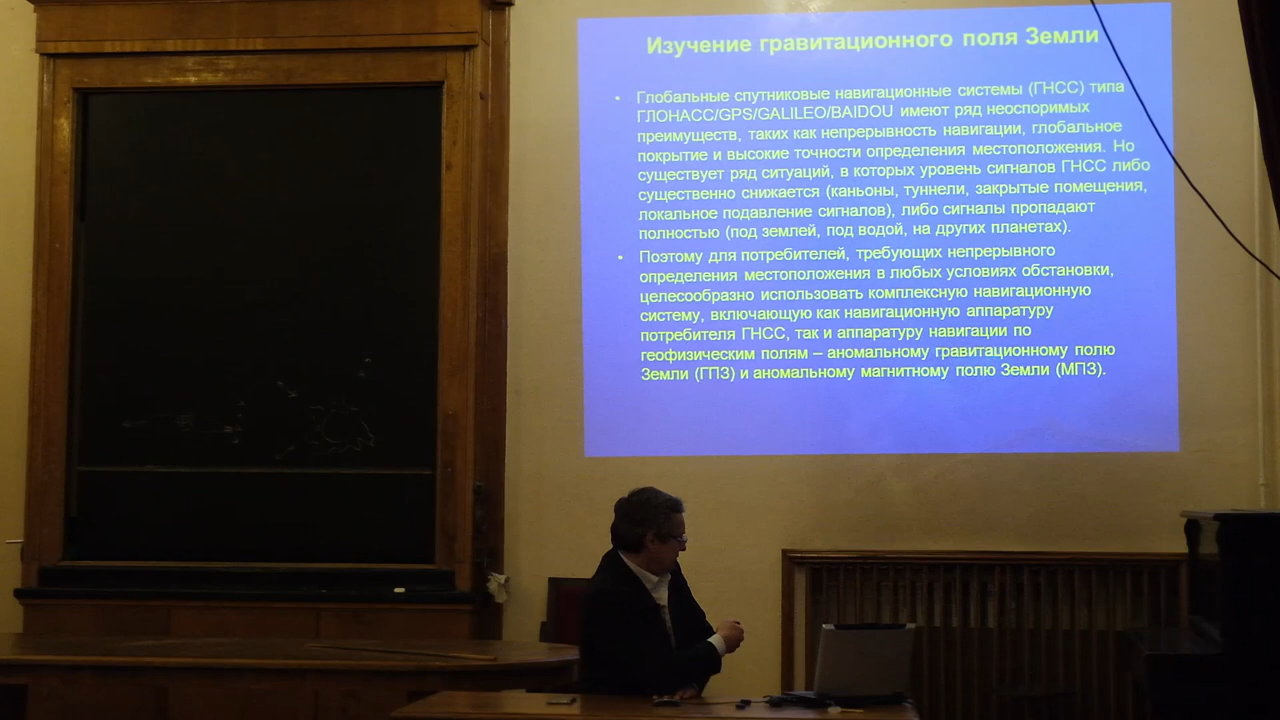 Изучение гравитационного поля Земли
• Глобальные спутниковые навигационные системы (ГНСС) типа
ГЛОНАСС/GPS/GALILEO/BAIDOU имеют ряд неоспоримых
преимуществ, таких как непрерывность навигации, глобальное
покрытие и высокие точности определения местоположения. Но
существует ряд ситуаций, в которых уровень сигналов ГНСС либо
существенно снижается (каньоны, туннели, закрытые помещения,
локальное подавление сигналов), либо сигналы пропадают
полностью (под землей, под водой, на других планетах).
• Поэтому для потребителей, требующих непрерывного
определения местоположения в любых условиях обстановки,
целесообразно использовать комплексную навигационную
систему, включающую как навигационную аппаратуру
потребителя ГНСС, так и аппаратуру навигации по
геофизическим полям – аномальному гравитационному полю
Земли (ГПЗ) и аномальному магнитному полю Земли (МПЗ).